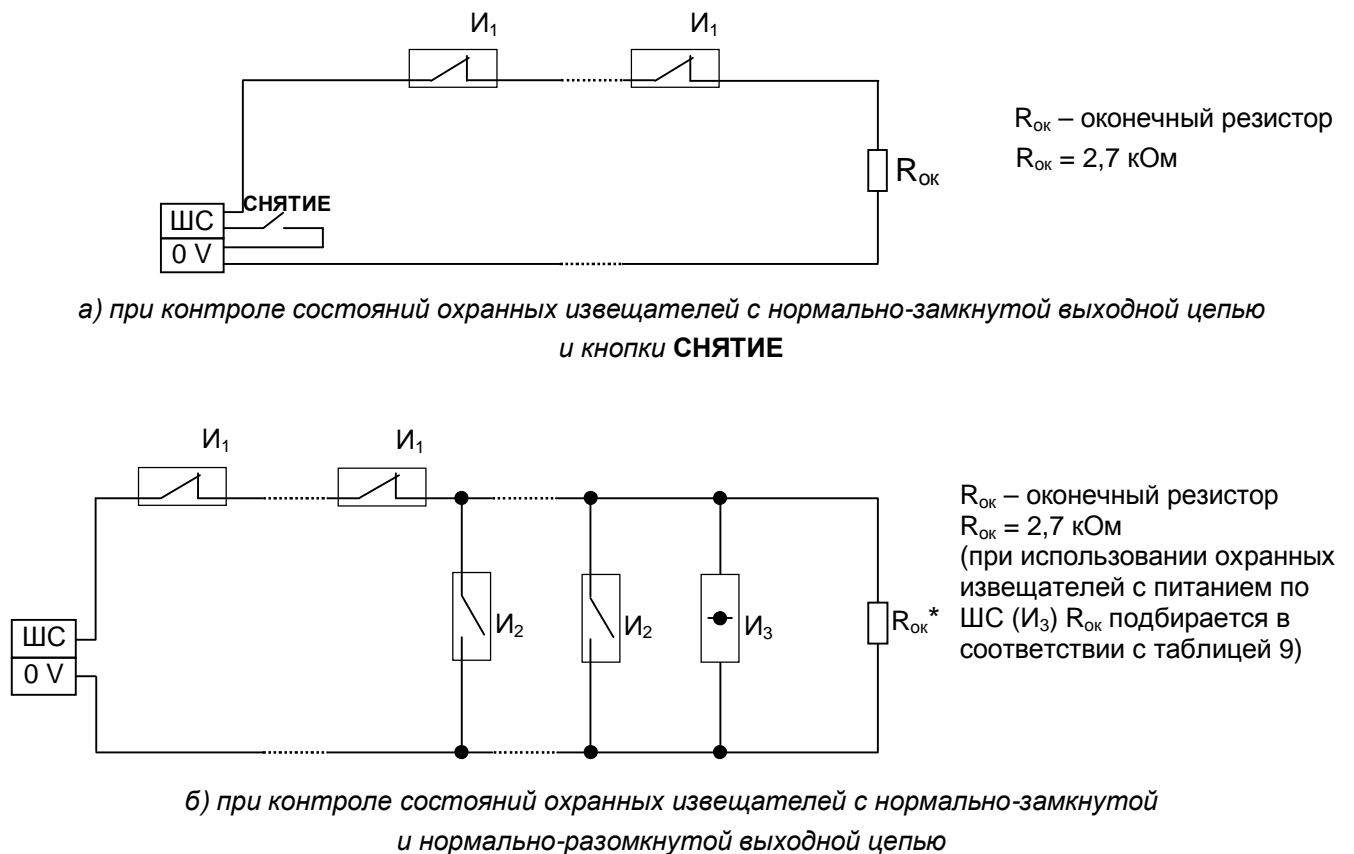 И₁ И₁
Rок – оконечный резистор
Rок = 2,7 кОм
Rок
СНЯТИЕ
ШС
0 V
а) при контроле состояний охранных извещателей с нормально-замкнутой выходной цепью
и кнопки СНЯТИЕ
И₁ И₁
Rок – оконечный резистор
Rок = 2,7 кОм
(при использовании охранных
извещателей с питанием по
ШС (И₃) Rок подбирается в
соответствии с таблицей 9)
И₂ И₂ И₃ Rок*
ШС
0 V
б) при контроле состояний охранных извещателей с нормально-замкнутой
и нормально-разомкнутой выходной цепью